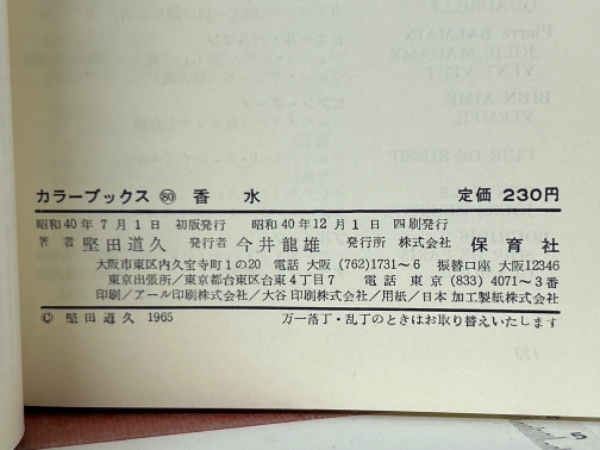 カラーブックス 80 香水 定価 230円
昭和40年7月1日 初版発行 昭和40年12月1日 四刷発行
著者 堅田道久 発行者 今井龍雄 発行所 株式会社 保育社
大阪市東区内久宝寺町1の20 電話 大阪 (762)1731~6 振替口座 大阪12346
東京出張所/東京都台東区台東4丁目7 電話 東京 (833) 4071~3番
印刷/アール印刷株式会社/大谷印刷株式会社/用紙/日本加工製紙株式会社
© 堅田道久 1965 万一落丁・乱丁のときはお取り替えいたします